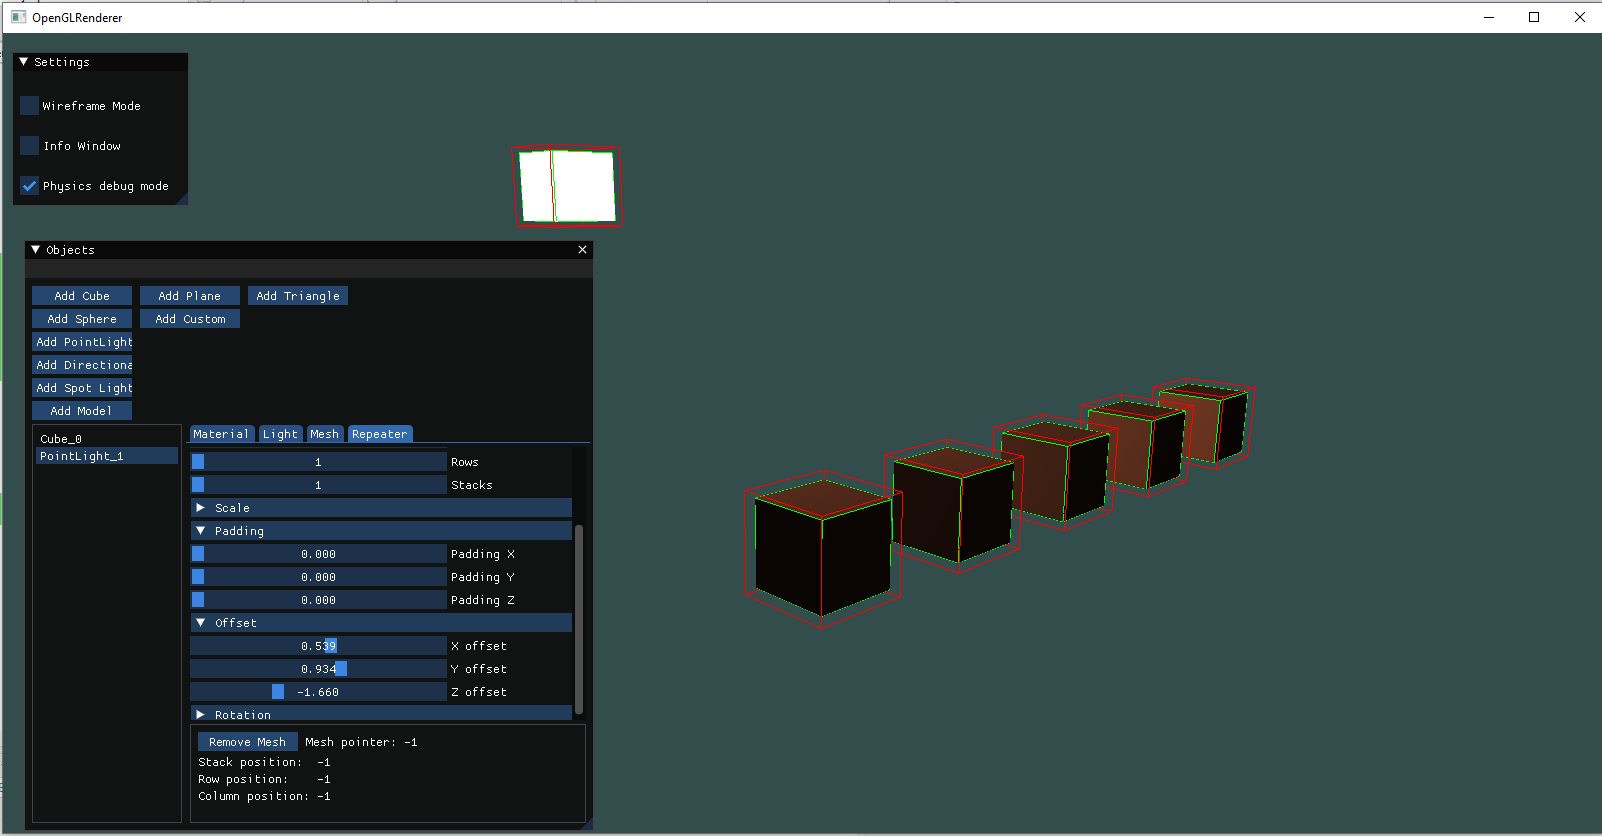 OpenGLRenderer
Settings
Wireframe Mode
Info Window
Physics debug mode
Objects
Add Cube Add Plane Add Triangle
Add Sphere Add Custom
Add PointLight
Add Directiona
Add Spot Light
Add Model
Cube_0
PointLight_1
Material Light Mesh Repeater
1 Rows
1 Stacks
Scale
Padding
0.000 Padding X
0.000 Padding Y
0.000 Padding Z
Offset
0.539 X offset
0.934 Y offset
-1.660 Z offset
Rotation
Remove Mesh Mesh pointer: -1
Stack position: -1
Row position: -1
Column position: -1